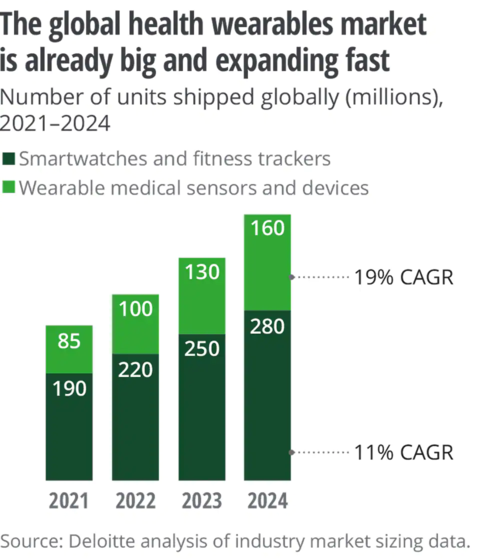 The global health wearables market
is already big and expanding fast
Number of units shipped globally (millions),
2021–2024
Smartwatches and fitness trackers
Wearable medical sensors and devices
160
130
19% CAGR
100
85
280
250
220
190
11% CAGR
2021 2022 2023 2024
Source: Deloitte analysis of industry market sizing data.